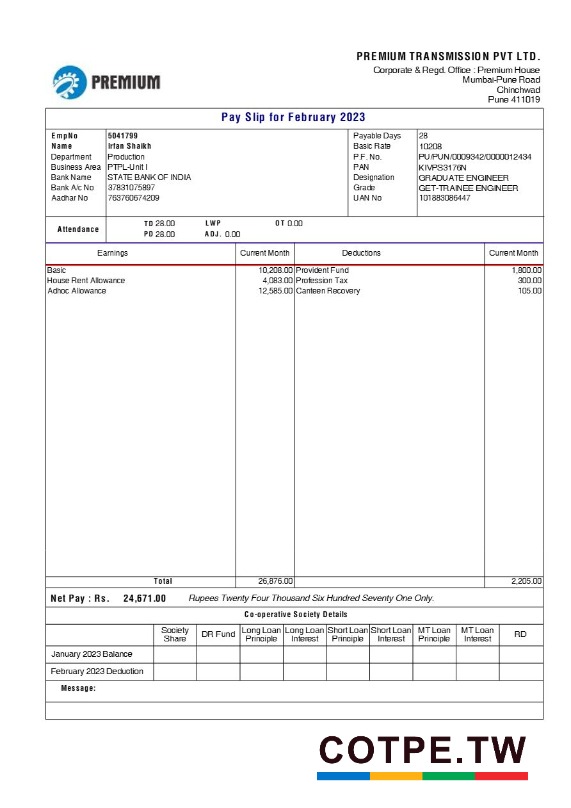 PREMIUM TRANSMISSION PVT LTD.
Corporate & Regd. Office : Premium House
Mumbai-Pune Road
Chinchwad
Pune 411019
PREMIUM
Pay Slip for February 2023
EmpNo 5041799 Payable Days 28
Name Irfan Shaikh Basic Rate 10208
Department Production P.F. No. PU/PUN/0009342/0000012434
Business Area PTPL-Unit I PAN KIVPS3176N
Bank Name STATE BANK OF INDIA Designation GRADUATE ENGINEER
Bank A/c No 37831075897 Grade GET-TRAINEE ENGINEER
Aadhar No 763760674209 UAN No 101883086447
Attendance TD 28.00 LWP OT 0.00
PD 28.00 ADJ. 0.00
Earnings Current Month Deductions Current Month
Basic 10,208.00 Provident Fund 1,800.00
House Rent Allowance 4,083.00 Profession Tax 300.00
Adhoc Allowance 12,585.00 Canteen Recovery 105.00
Total 26,876.00 2,205.00
Net Pay : Rs. 24,671.00 Rupees Twenty Four Thousand Six Hundred Seventy One Only.
Co-operative Society Details
Society Share DR Fund Long Loan Principle Long Loan Interest Short Loan Principle Short Loan Interest MT Loan Principle MT Loan Interest RD
January 2023 Balance
February 2023 Deduction
Message:
COTPE.TW